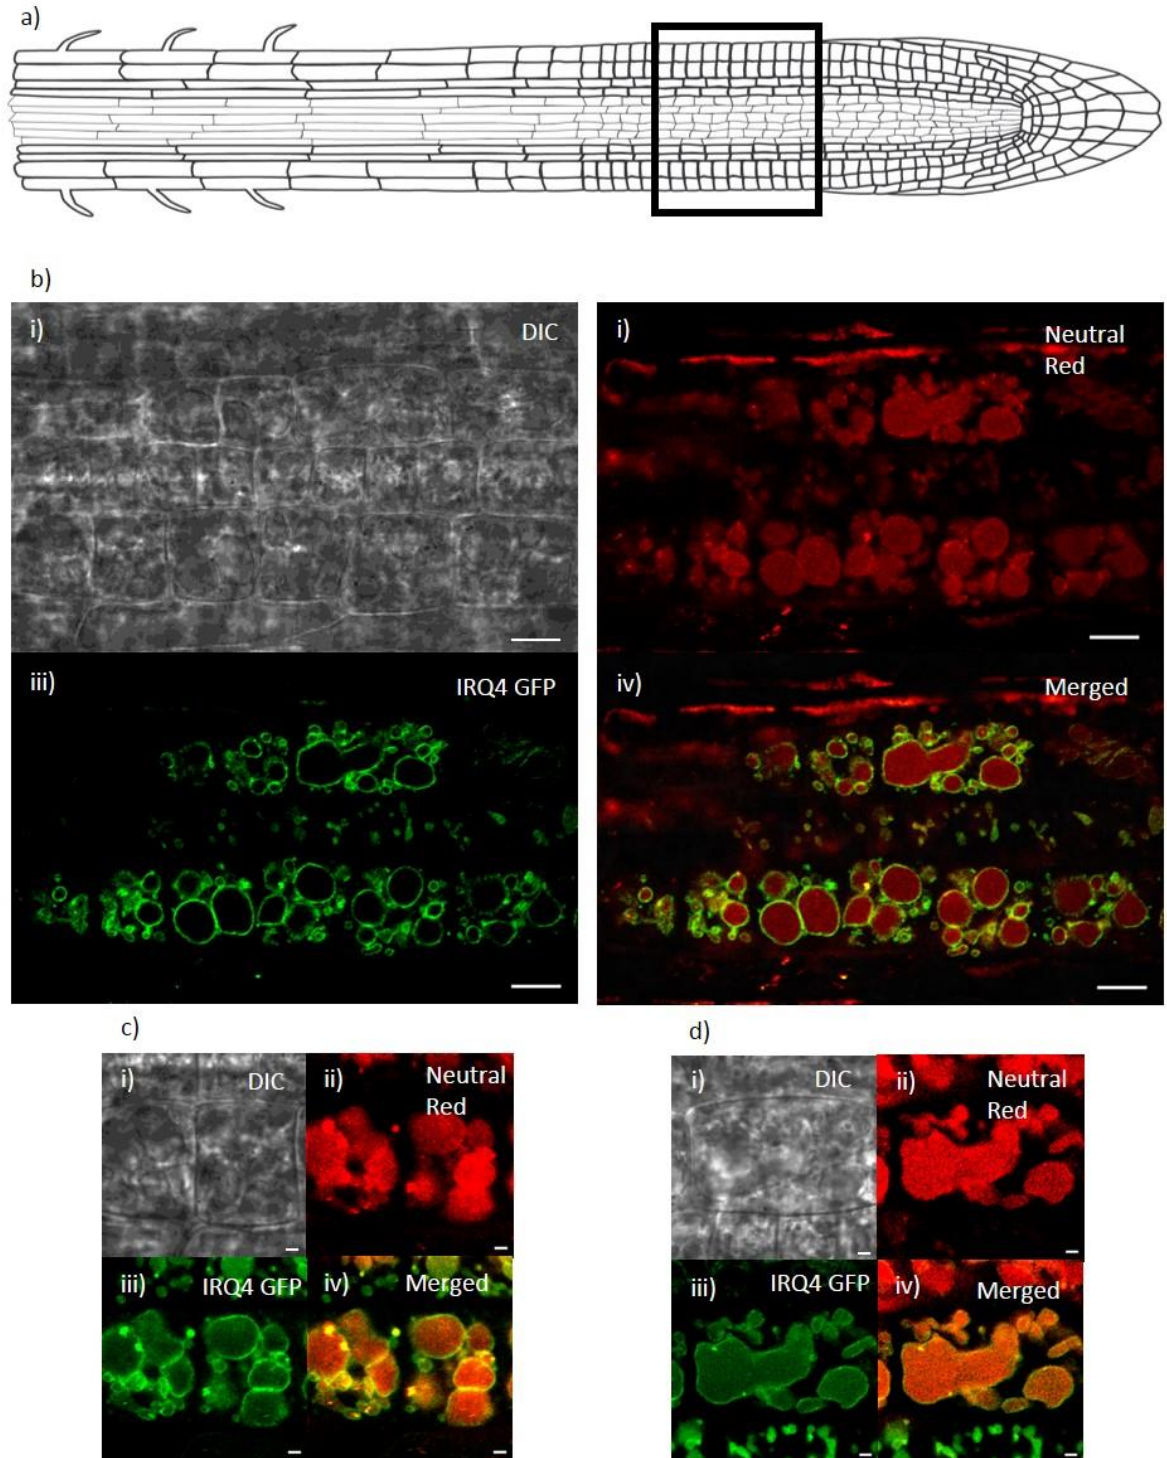 a)
b)
i)
DIC
i)
Neutral
Red
iii)
IRQ4 GFP
iv)
Merged
c)
i)
DIC
ii)
Neutral
Red
iii)
IRQ4 GFP
iv)
Merged
d)
i)
DIC
ii)
Neutral
Red
iii)
IRQ4 GFP
iv)
Merged